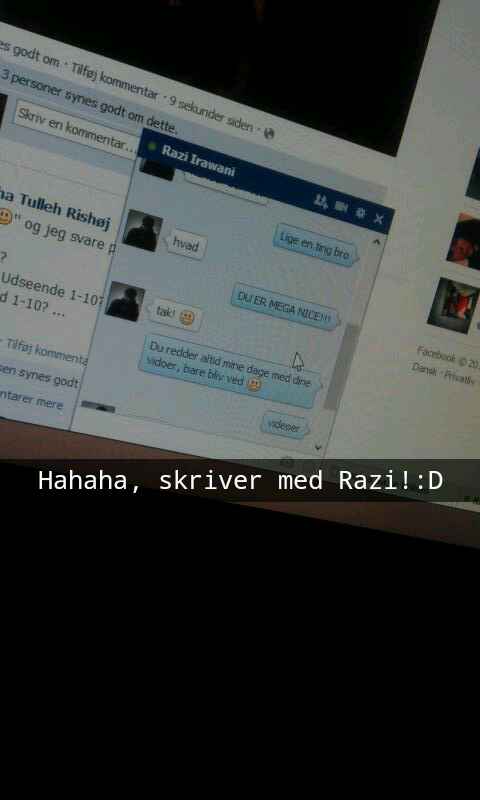 es godt om · Tilføj kommentar · 9 sekunder siden ·
3 personer synes godt om dette.
Skriv en kommentar...
ha Tulleh Rishøj
" og jeg svare p
?
Udseende 1-10?
d 1-10? ...
· Tilføj kommenta
sen synes godt
ntarer mere
Razi Irawani
Lige en ting bro
hvad
DU ER MEGA NICE!!!
tak! 😃
Du redder altid mine dage med dine
vidoer, bare bliv ved 😃
videoer
Facebook © 20
Dansk · Privatliv
Hahaha, skriver med Razi!:D